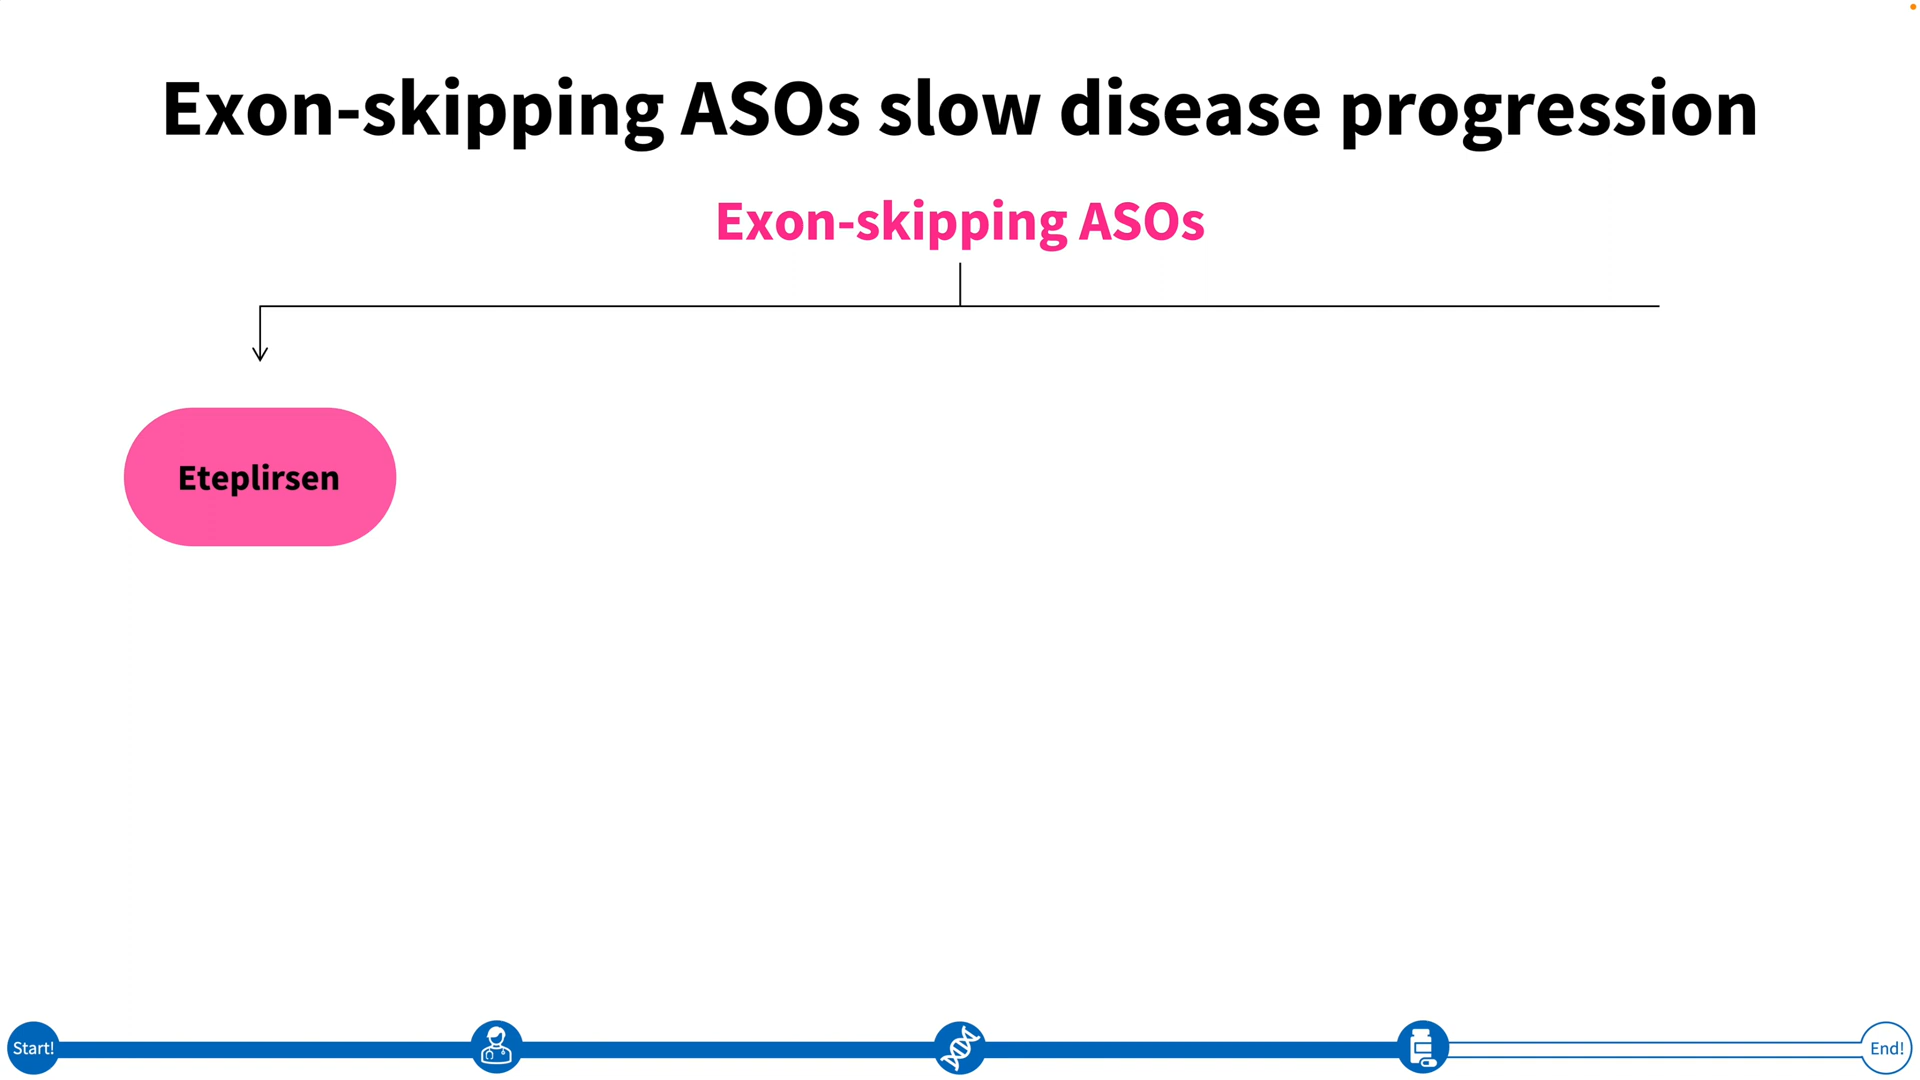 Exon-skipping ASOs slow disease progression
Exon-skipping ASOs
Eteplirsen
Start!
End!